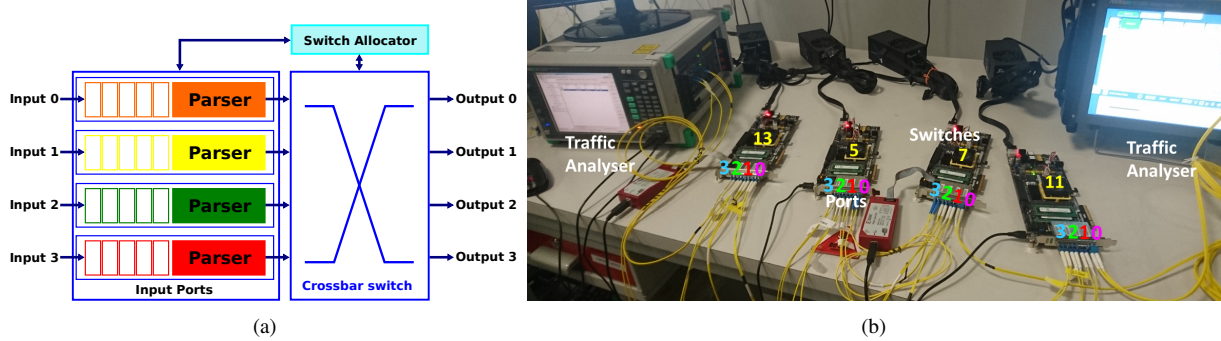 Switch Allocator
Input 0
Parser
Output 0
Input 1
Parser
Output 1
Input 2
Parser
Output 2
Input 3
Parser
Output 3
Input Ports
Crossbar switch
(a)
Traffic
Analyser
13
3210
5
3210
Ports
Switches
7
3210
11
3210
Traffic
Analyser
(b)